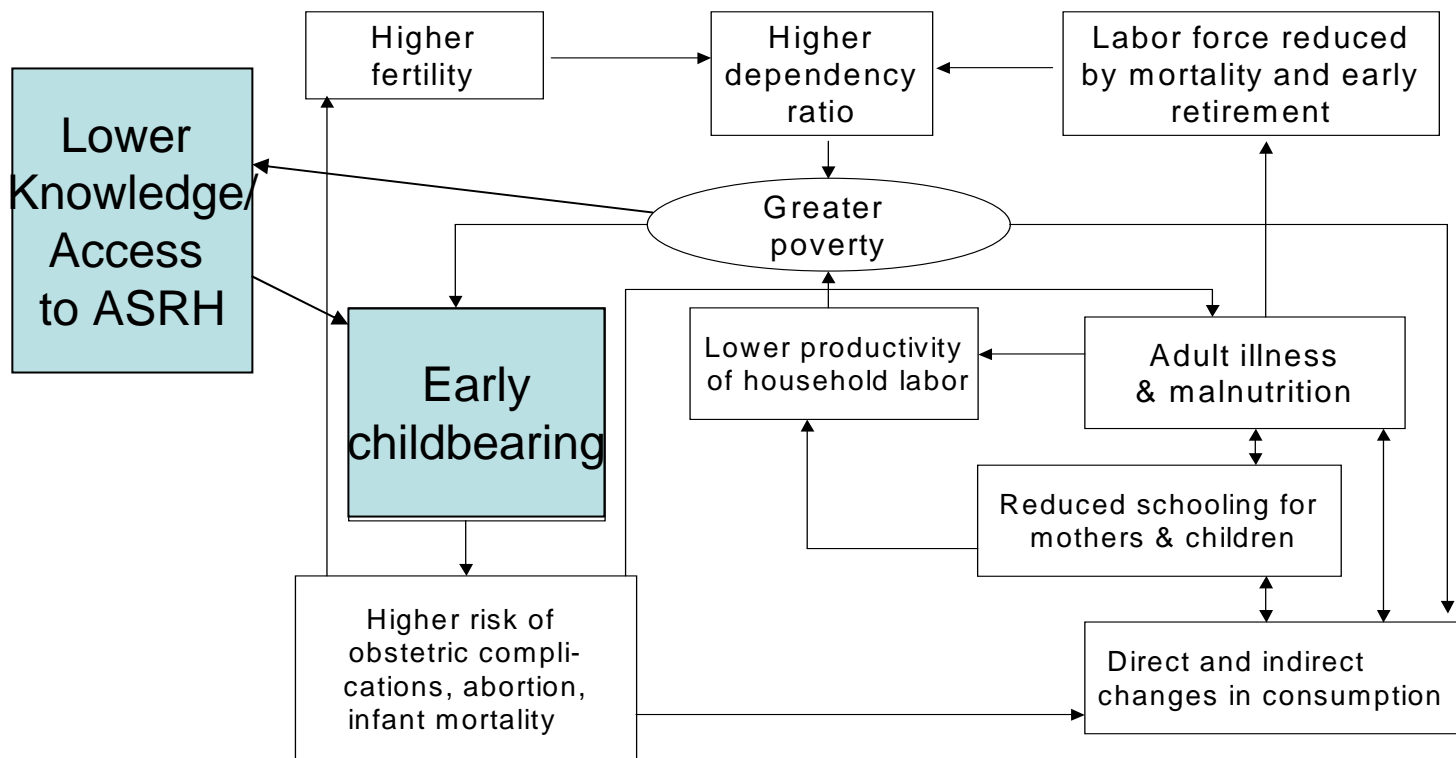 Higher
fertility
Higher
dependency
ratio
Labor force reduced
by mortality and early
retirement
Lower
Knowledge/
Access
to ASRH
Greater
poverty
Early
childbearing
Lower productivity
of household labor
Adult illness
& malnutrition
Reduced schooling for
mothers & children
Higher risk of
obstetric compli-
cations, abortion,
infant mortality
Direct and indirect
changes in consumption